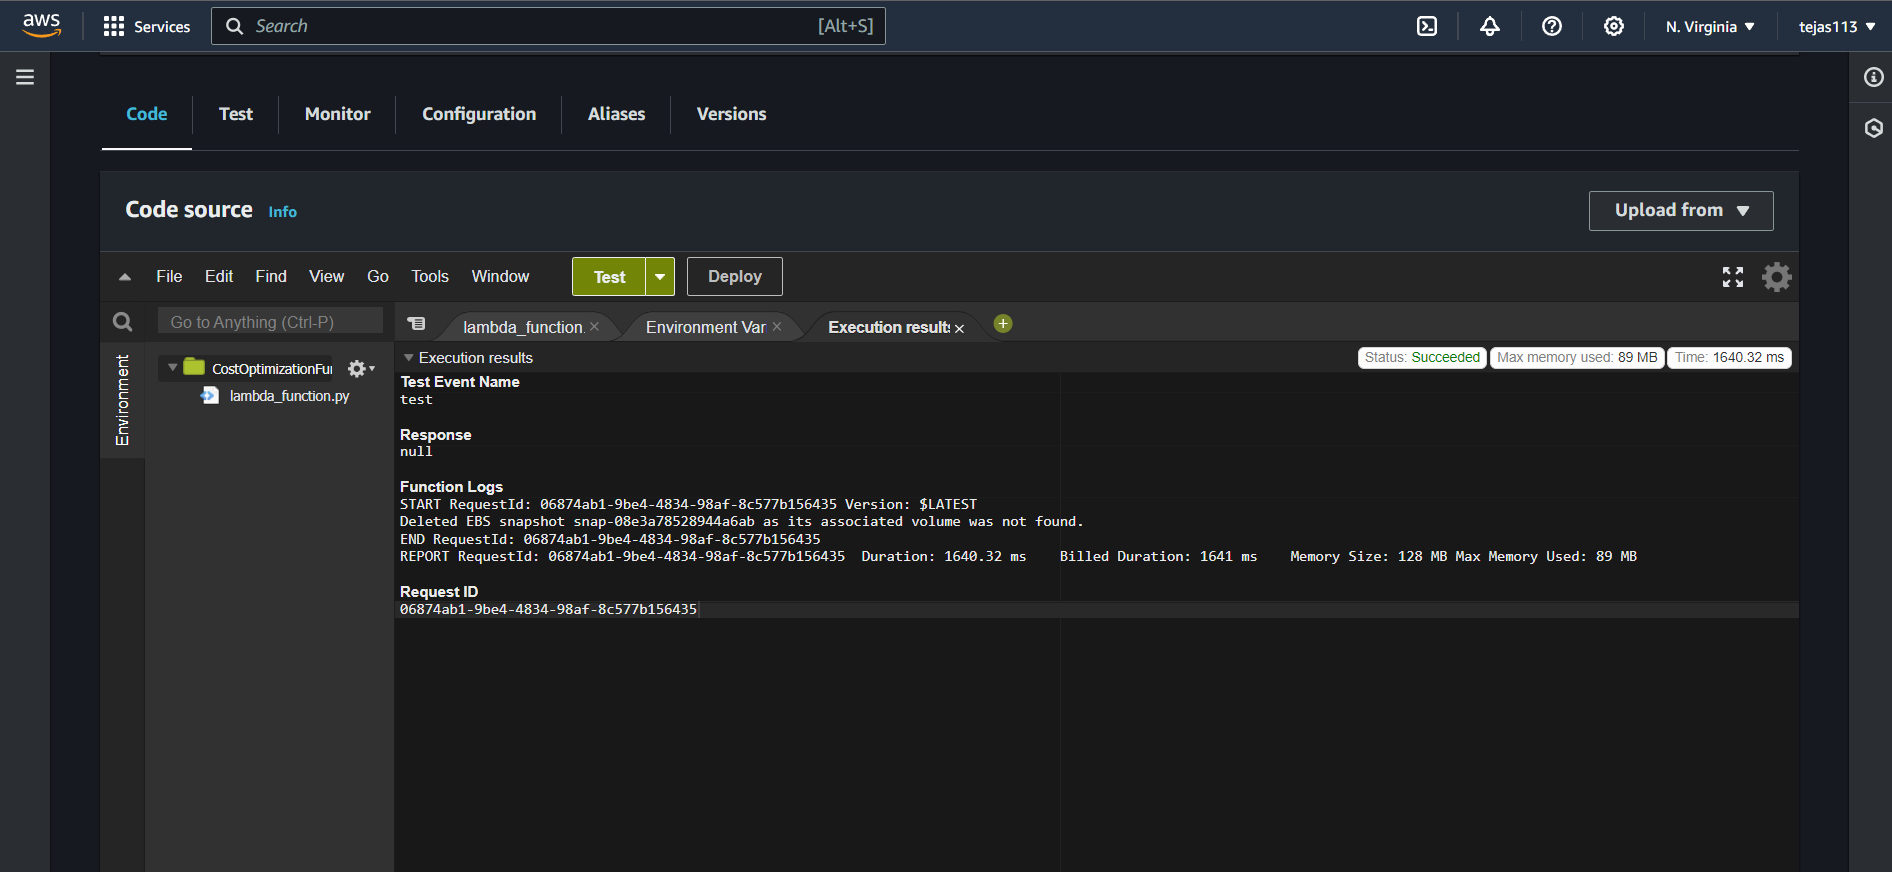 aws
Services
Search
[Alt+S]
N. Virginia
tejas113
Code
Test
Monitor
Configuration
Aliases
Versions
Code source
Info
Upload from
File
Edit
Find
View
Go
Tools
Window
Test
Deploy
Go to Anything (Ctrl-P)
lambda_function.
Environment Var
Execution results
Environment
CostOptimizationFu
lambda_function.py
Execution results
Status: Succeeded
Max memory used: 89 MB
Time: 1640.32 ms
Test Event Name
test
Response
null
Function Logs
START RequestId: 06874ab1-9be4-4834-98af-8c577b156435 Version: $LATEST
Deleted EBS snapshot snap-08e3a78528944a6ab as its associated volume was not found.
END RequestId: 06874ab1-9be4-4834-98af-8c577b156435
REPORT RequestId: 06874ab1-9be4-4834-98af-8c577b156435 Duration: 1640.32 ms Billed Duration: 1641 ms Memory Size: 128 MB Max Memory Used: 89 MB
Request ID
06874ab1-9be4-4834-98af-8c577b156435